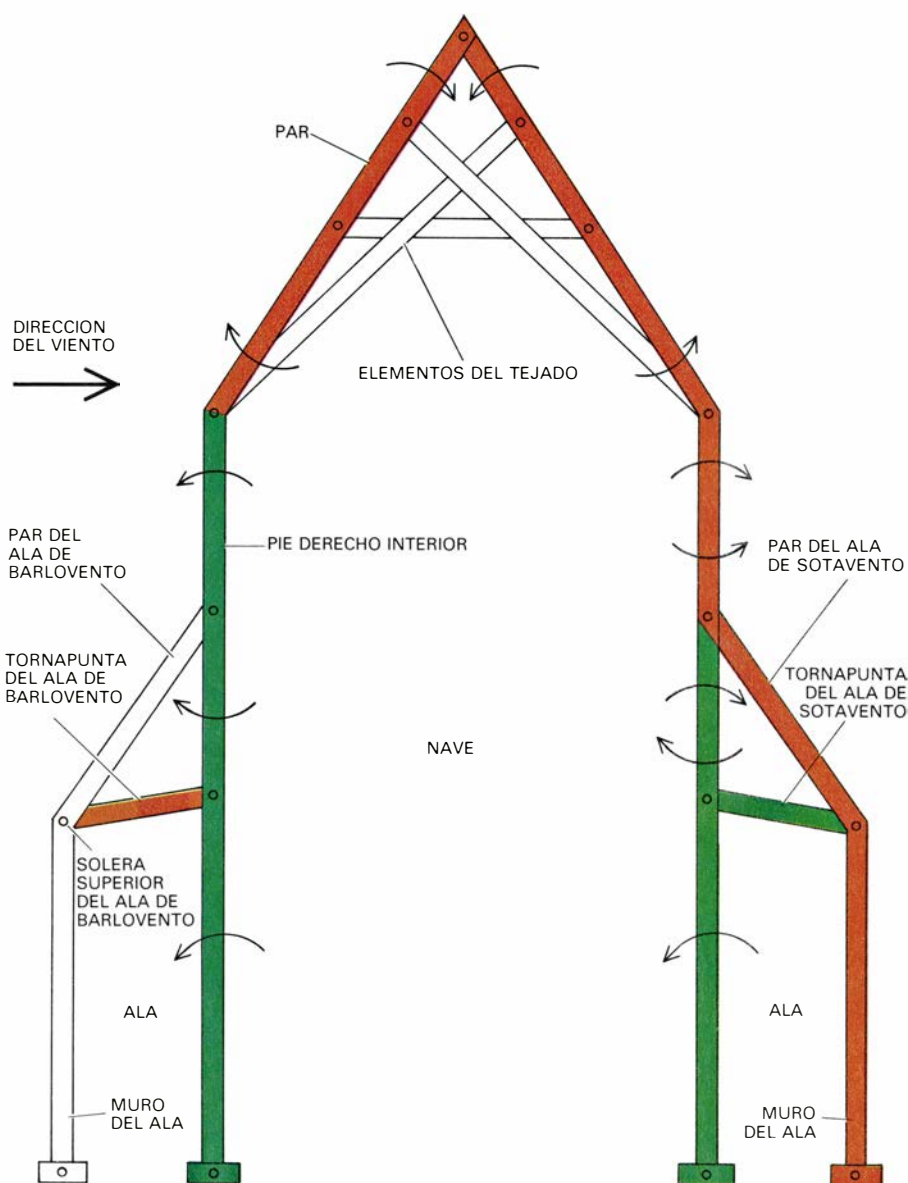 PAR
DIRECCION
DEL VIENTO
ELEMENTOS DEL TEJADO
PAR DEL
ALA DE
BARLOVENTO
PIE DERECHO INTERIOR
PAR DEL ALA
DE SOTAVENTO
TORNAPUNTA
DEL ALA DE
BARLOVENTO
TORNAPUNTA
DEL ALA DE
SOTAVENTO
NAVE
SOLERA
SUPERIOR
DEL ALA DE
BARLOVENTO
ALA
ALA
MURO
DEL ALA
MURO
DEL ALA